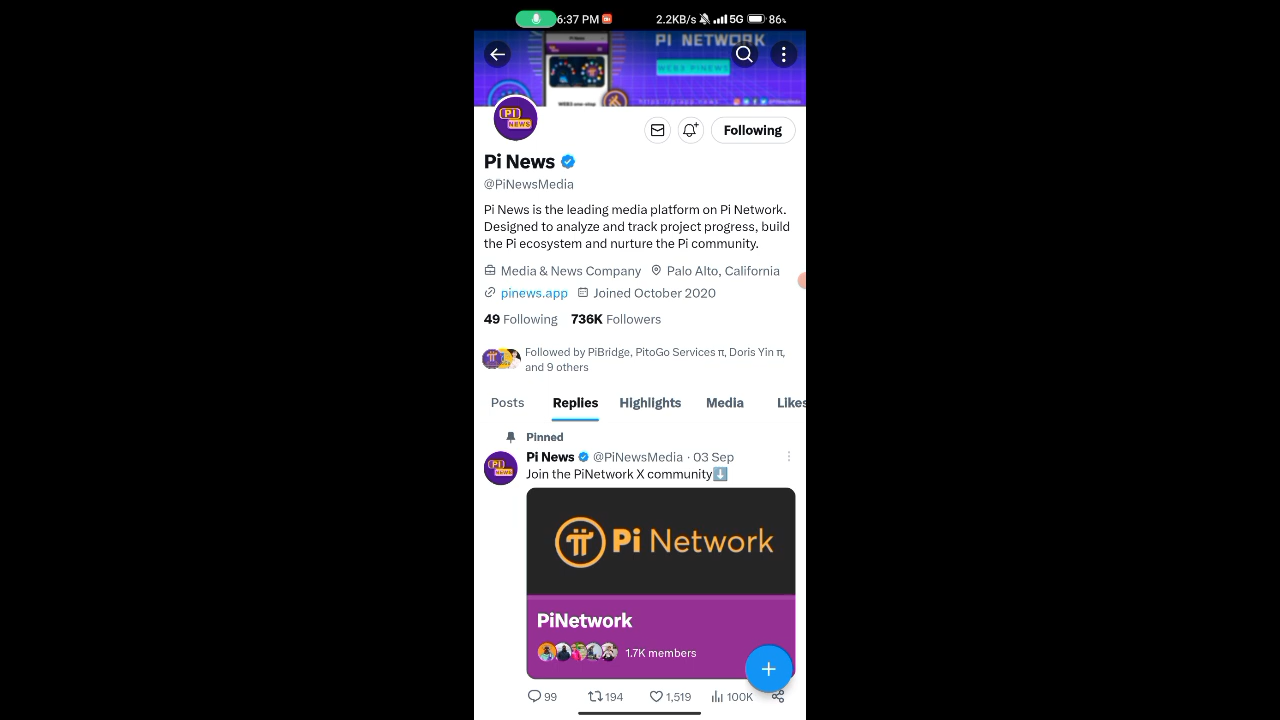 6:37 PM 2.2KB/s 5G 86%
PI NETWORK
WEB3 PINEWS
PI NEWS
Following
Pi News
@PiNewsMedia
Pi News is the leading media platform on Pi Network.
Designed to analyze and track project progress, build
the Pi ecosystem and nurture the Pi community.
Media & News Company Palo Alto, California
pinews.app Joined October 2020
49 Following 736K Followers
Followed by PiBridge, PitoGo Services π, Doris Yin π,
and 9 others
Posts Replies Highlights Media Likes
Pinned
Pi News @PiNewsMedia · 03 Sep
Join the PiNetwork X community⬇️
Pi Network
PiNetwork
1.7K members
99 194 1,519 100K